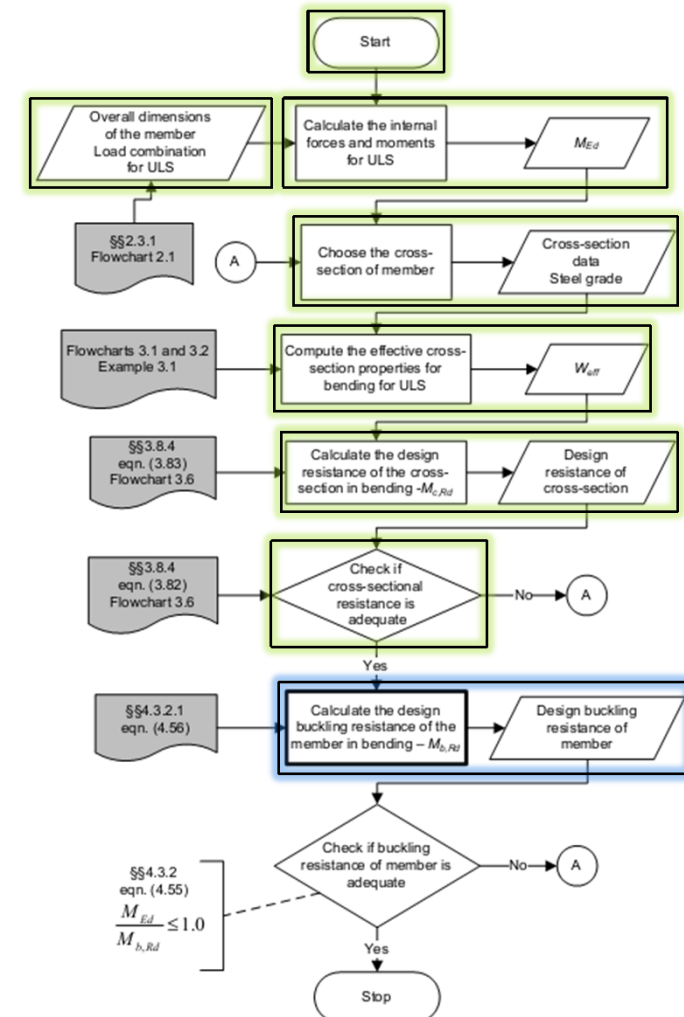 Start
Overall dimensions
of the member
Load combination
for ULS
Calculate the internal
forces and moments
for ULS
M_Ed
§§2.3.1
Flowchart 2.1
A
Choose the cross-
section of member
Cross-section
data
Steel grade
Flowcharts 3.1 and 3.2
Example 3.1
Compute the effective cross-
section properties for
bending for ULS
W_eff
§§3.8.4
eqn. (3.83)
Flowchart 3.6
Calculate the design
resistance of the cross-
section in bending -M_c,Rd
Design
resistance of
cross-section
§§3.8.4
eqn. (3.82)
Flowchart 3.6
Check if
cross-sectional
resistance is
adequate
No
A
Yes
§§4.3.2.1
eqn. (4.56)
Calculate the design
buckling resistance of the
member in bending – M_b,Rd
Design buckling
resistance of
member
Check if buckling
resistance of member is
adequate
No
A
§§4.3.2
eqn. (4.55)
M_Ed / M_b,Rd ≤ 1.0
Yes
Stop